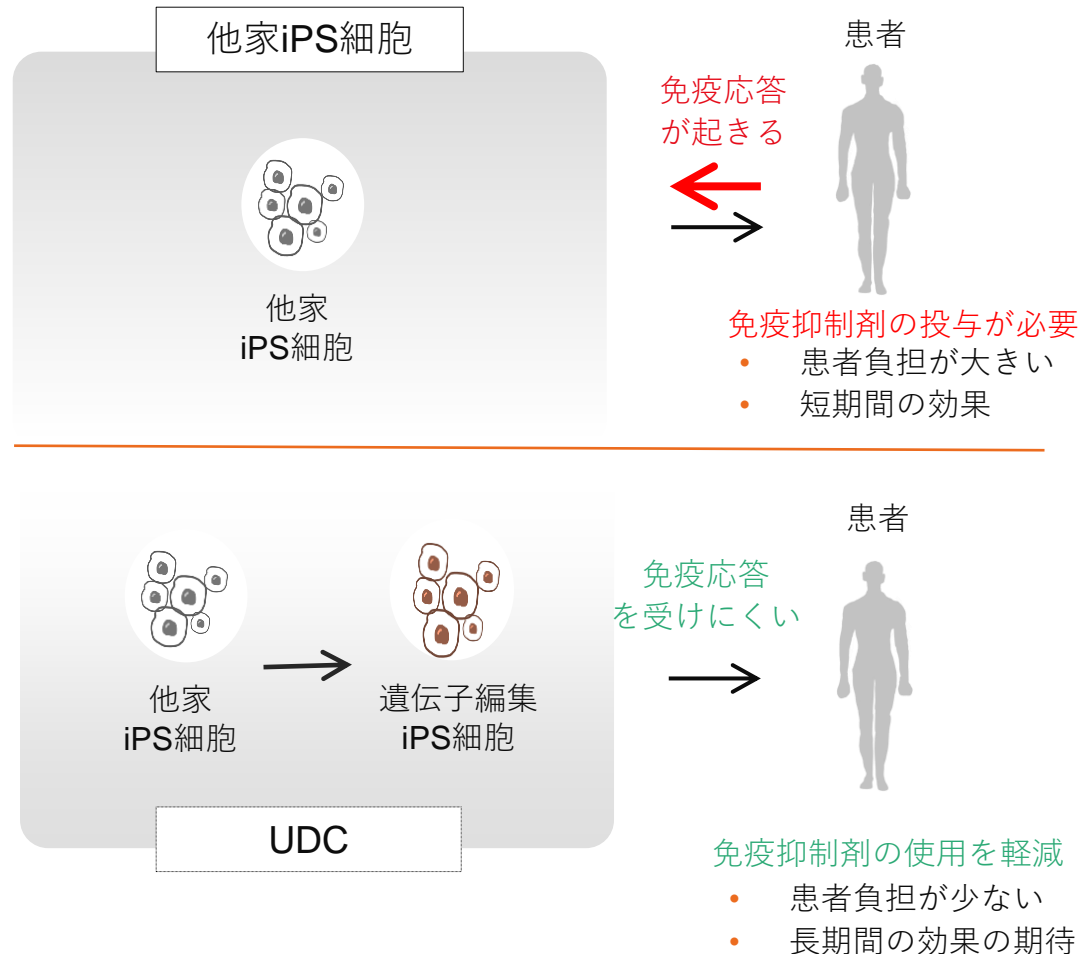 他家iPS細胞
患者
免疫応答
が起きる
他家
iPS細胞
免疫抑制剤の投与が必要
• 患者負担が大きい
• 短期間の効果
患者
免疫応答
を受けにくい
他家
iPS細胞
遺伝子編集
iPS細胞
UDC
免疫抑制剤の使用を軽減
• 患者負担が少ない
• 長期間の効果の期待